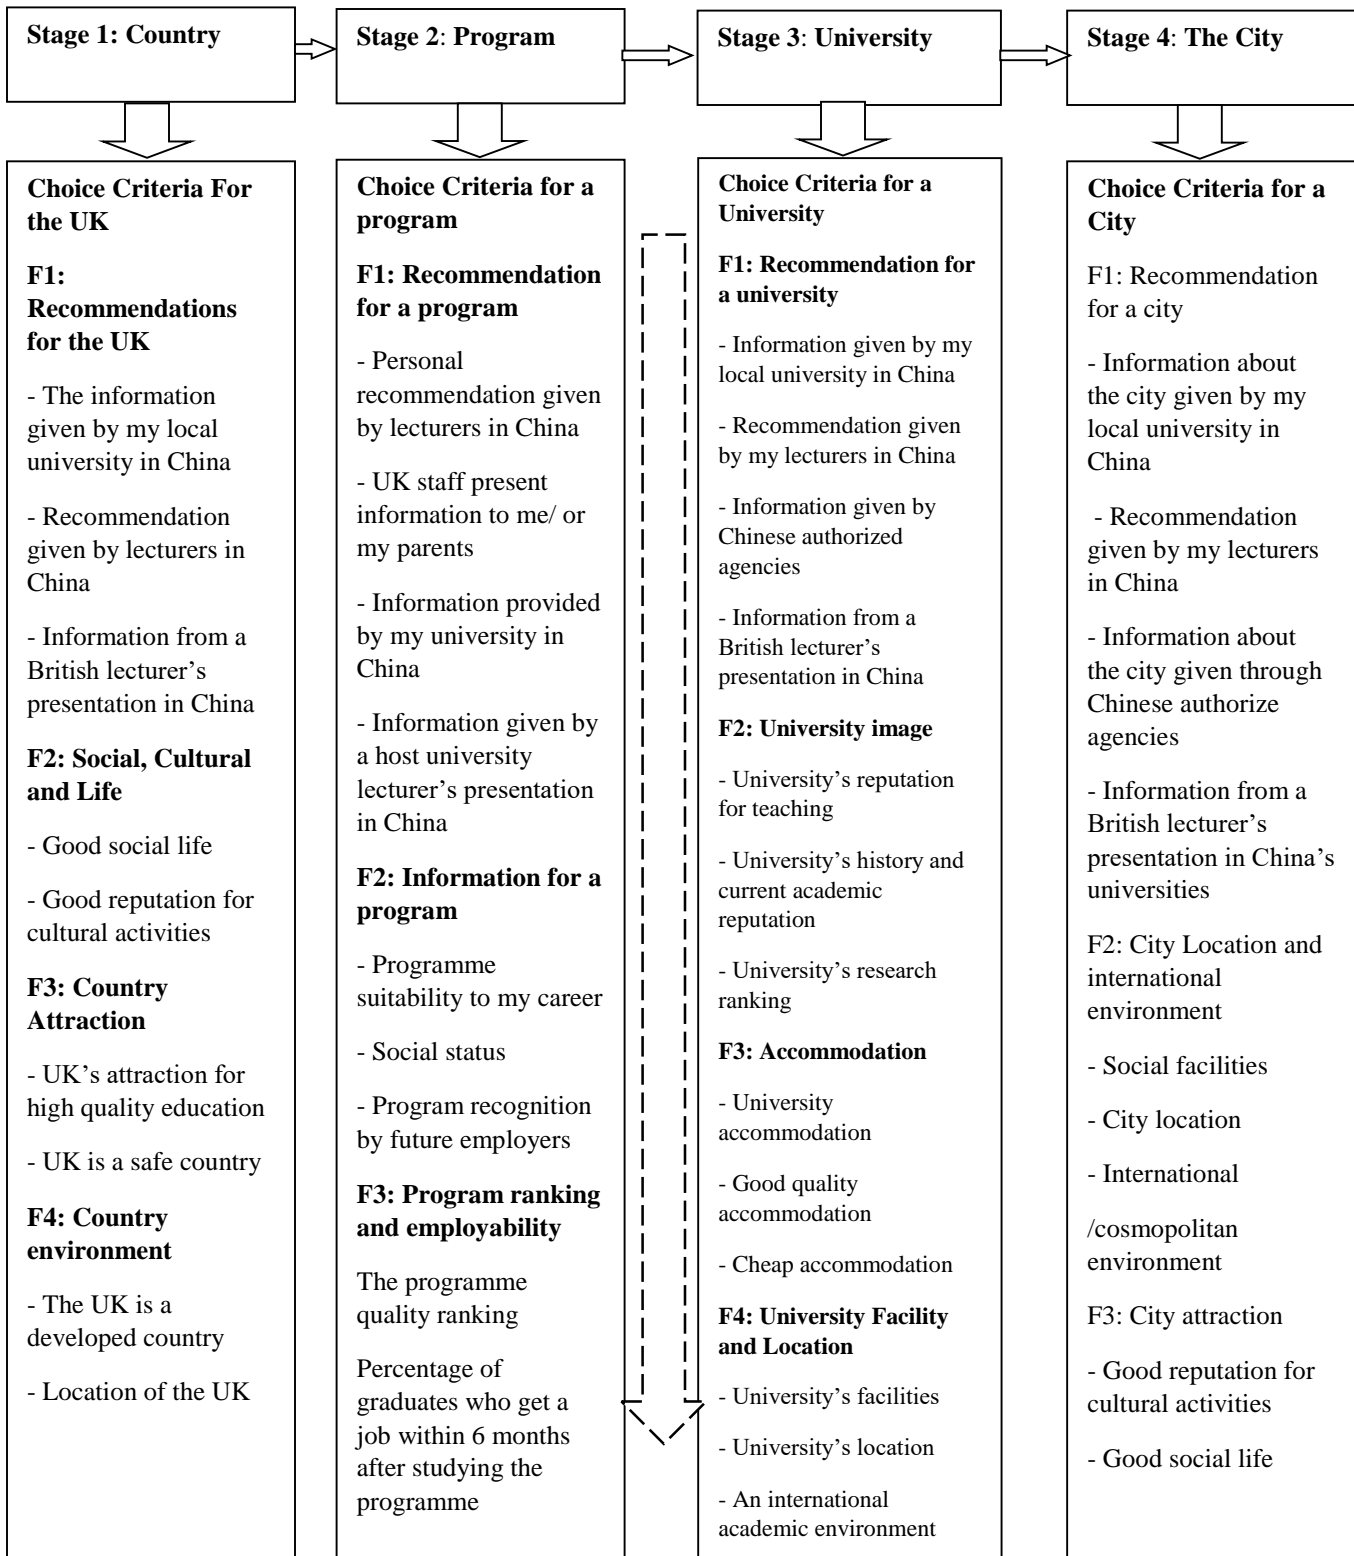 Stage 1: Country
Stage 2: Program
Stage 3: University
Stage 4: The City
Choice Criteria For
the UK
F1:
Recommendations
for the UK
- The information
given by my local
university in China
- Recommendation
given by lecturers in
China
- Information from a
British lecturer’s
presentation in China
F2: Social, Cultural
and Life
- Good social life
- Good reputation for
cultural activities
F3: Country
Attraction
- UK’s attraction for
high quality education
- UK is a safe country
F4: Country
environment
- The UK is a
developed country
- Location of the UK
Choice Criteria for a
program
F1: Recommendation
for a program
- Personal
recommendation given
by lecturers in China
- UK staff present
information to me/ or
my parents
- Information provided
by my university in
China
- Information given by
a host university
lecturer’s presentation
in China
F2: Information for a
program
- Programme
suitability to my career
- Social status
- Program recognition
by future employers
F3: Program ranking
and employability
The programme
quality ranking
Percentage of
graduates who get a
job within 6 months
after studying the
programme
Choice Criteria for a
University
F1: Recommendation for
a university
- Information given by my
local university in China
- Recommendation given
by my lecturers in China
- Information given by
Chinese authorized
agencies
- Information from a
British lecturer’s
presentation in China
F2: University image
- University’s reputation
for teaching
- University’s history and
current academic
reputation
- University’s research
ranking
F3: Accommodation
- University
accommodation
- Good quality
accommodation
- Cheap accommodation
F4: University Facility
and Location
- University’s facilities
- University’s location
- An international
academic environment
Choice Criteria for a
City
F1: Recommendation
for a city
- Information about
the city given by my
local university in
China
- Recommendation
given by my lecturers
in China
- Information about
the city given through
Chinese authorize
agencies
- Information from a
British lecturer’s
presentation in China’s
universities
F2: City Location and
international
environment
- Social facilities
- City location
- International
/cosmopolitan
environment
F3: City attraction
- Good reputation for
cultural activities
- Good social life